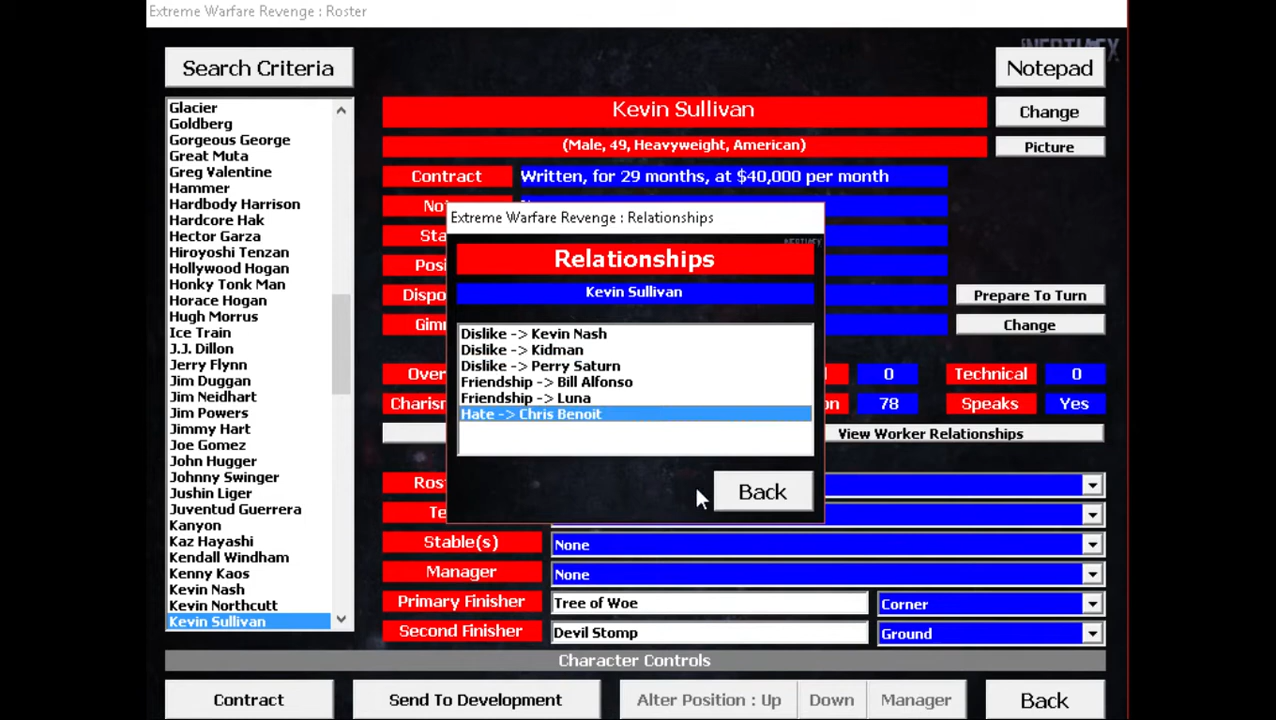 Extreme Warfare Revenge : Roster
Search Criteria
Notepad
Glacier
Goldberg
Gorgeous George
Great Muta
Greg Valentine
Hammer
Hardbody Harrison
Hardcore Hak
Hector Garza
Hiroyoshi Tenzan
Hollywood Hogan
Honky Tonk Man
Horace Hogan
Hugh Morrus
Ice Train
J.J. Dillon
Jerry Flynn
Jim Duggan
Jim Neidhart
Jim Powers
Jimmy Hart
Joe Gomez
John Hugger
Johnny Swinger
Jushin Liger
Juventud Guerrera
Kanyon
Kaz Hayashi
Kendall Windham
Kenny Kaos
Kevin Nash
Kevin Northcutt
Kevin Sullivan
Kevin Sullivan
Change
(Male, 49, Heavyweight, American)
Picture
Contract
Written, for 29 months, at $40,000 per month
Extreme Warfare Revenge : Relationships
Relationships
Kevin Sullivan
Dislike -> Kevin Nash
Dislike -> Kidman
Dislike -> Perry Saturn
Friendship -> Bill Alfonso
Friendship -> Luna
Hate -> Chris Benoit
Back
Prepare To Turn
Change
0
Technical
0
78
Speaks
Yes
View Worker Relationships
Stable(s)
None
Manager
None
Primary Finisher
Tree of Woe
Corner
Second Finisher
Devil Stomp
Ground
Character Controls
Contract
Send To Development
Alter Position : Up
Down
Manager
Back